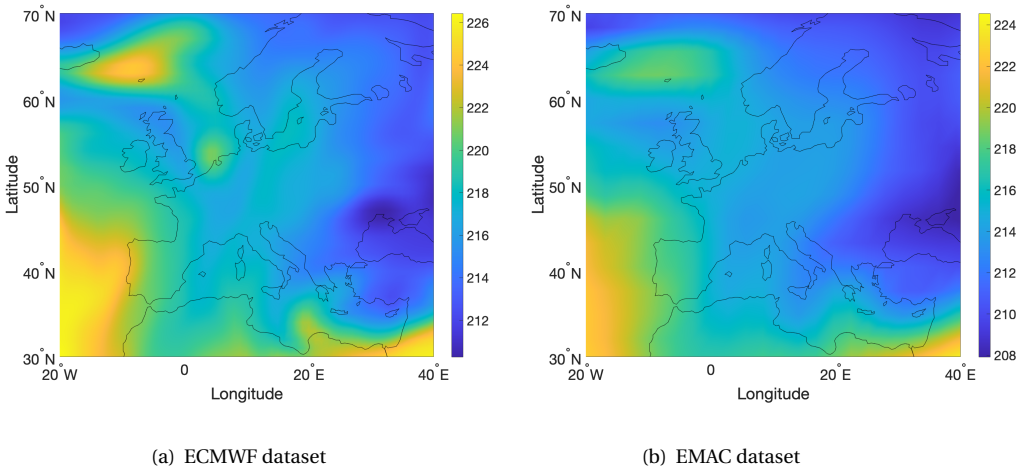 70° N
60° N
50° N
40° N
30° N
20° W
0
20° E
40° E
Latitude
Longitude
226
224
222
220
218
216
214
212
(a) ECMWF dataset
70° N
60° N
50° N
40° N
30° N
20° W
0
20° E
40° E
Latitude
Longitude
224
222
220
218
216
214
212
210
208
(b) EMAC dataset